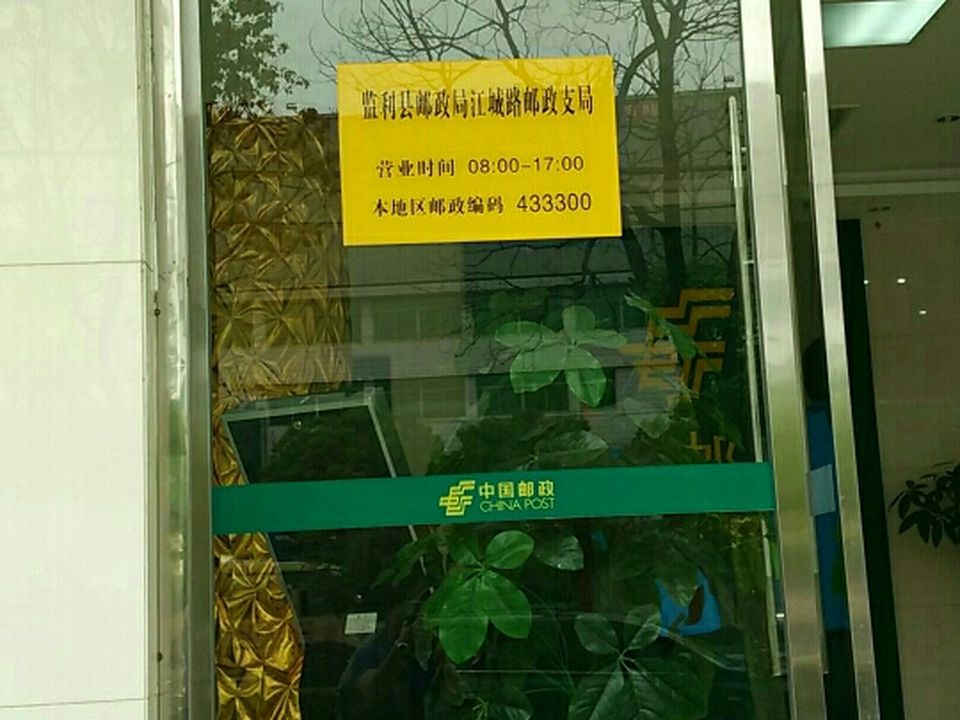 监利县邮政局江城路邮政支局
营业时间 08:00-17:00
本地区邮政编码 433300
中国邮政
CHINA POST